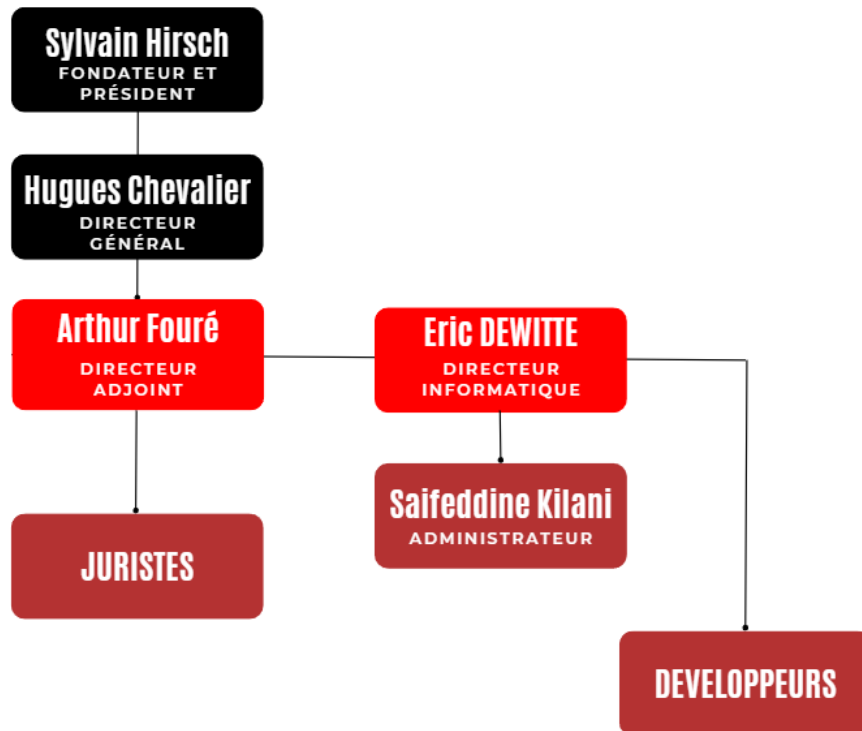 Sylvain Hirsch
FONDATEUR ET
PRÉSIDENT
Hugues Chevalier
DIRECTEUR
GÉNÉRAL
Arthur Fouré
DIRECTEUR
ADJOINT
Eric DEWITTE
DIRECTEUR
INFORMATIQUE
Saifeddine Kilani
ADMINISTRATEUR
JURISTES
DEVELOPPEURS